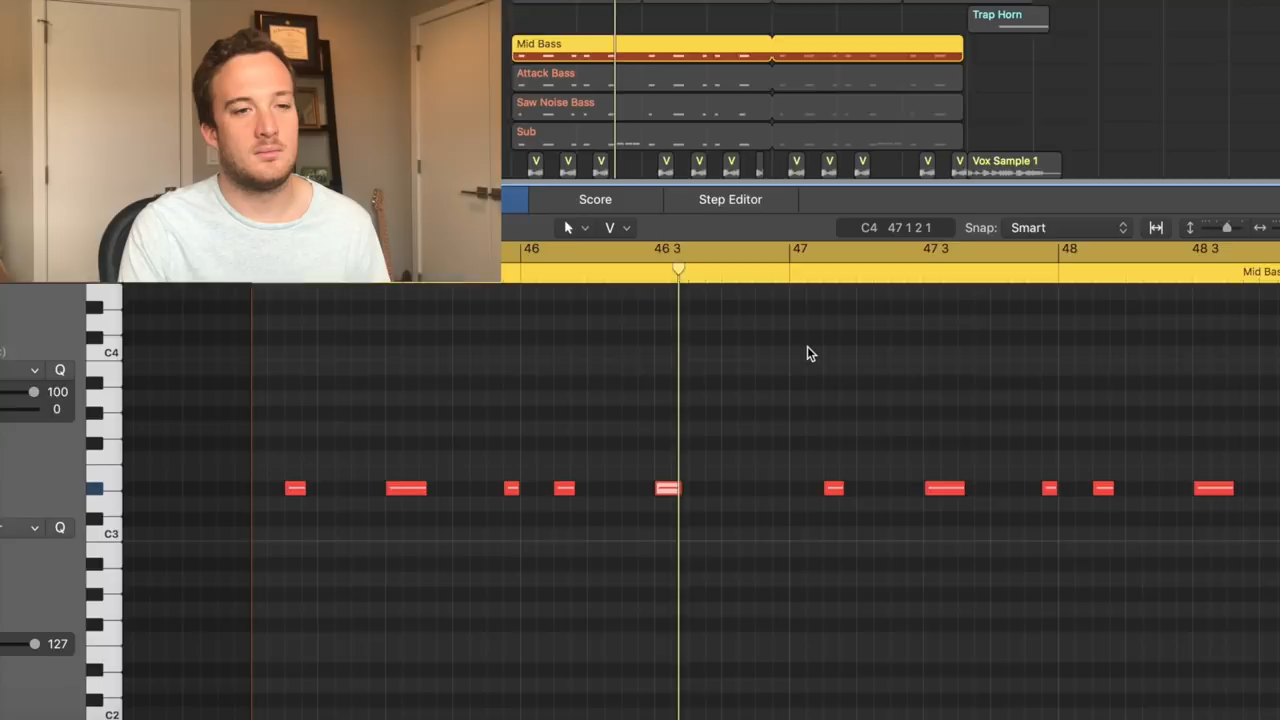 Trap Horn
Mid Bass
Attack Bass
Saw Noise Bass
Sub
V V V V V V V V V V V Vox Sample 1
Score Step Editor
V C4 47 1 2 1 Snap: Smart
46 46 3 47 47 3 48 48 3
Mid Bas
C4
Q
100
0
Q
C3
127
C2